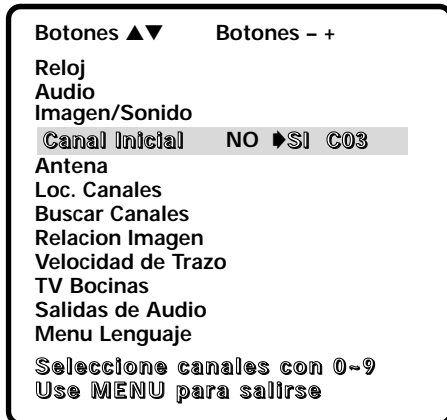 Botones ▲▼ Botones – +
Reloj
Audio
Imagen/Sonido
Canal Inicial NO ➧SI C03
Antena
Loc. Canales
Buscar Canales
Relacion Imagen
Velocidad de Trazo
TV Bocinas
Salidas de Audio
Menu Lenguaje
Seleccione canales con 0~9
Use MENU para salirse